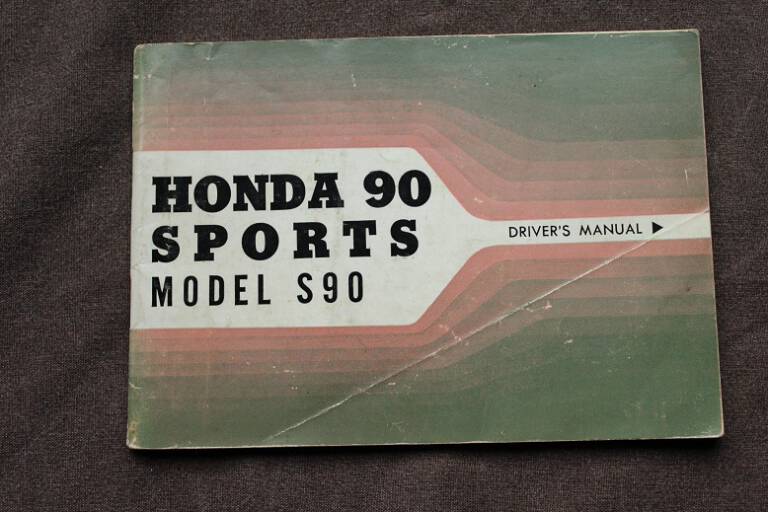 HONDA 90
SPORTS
MODEL S90
DRIVER'S MANUAL ▶